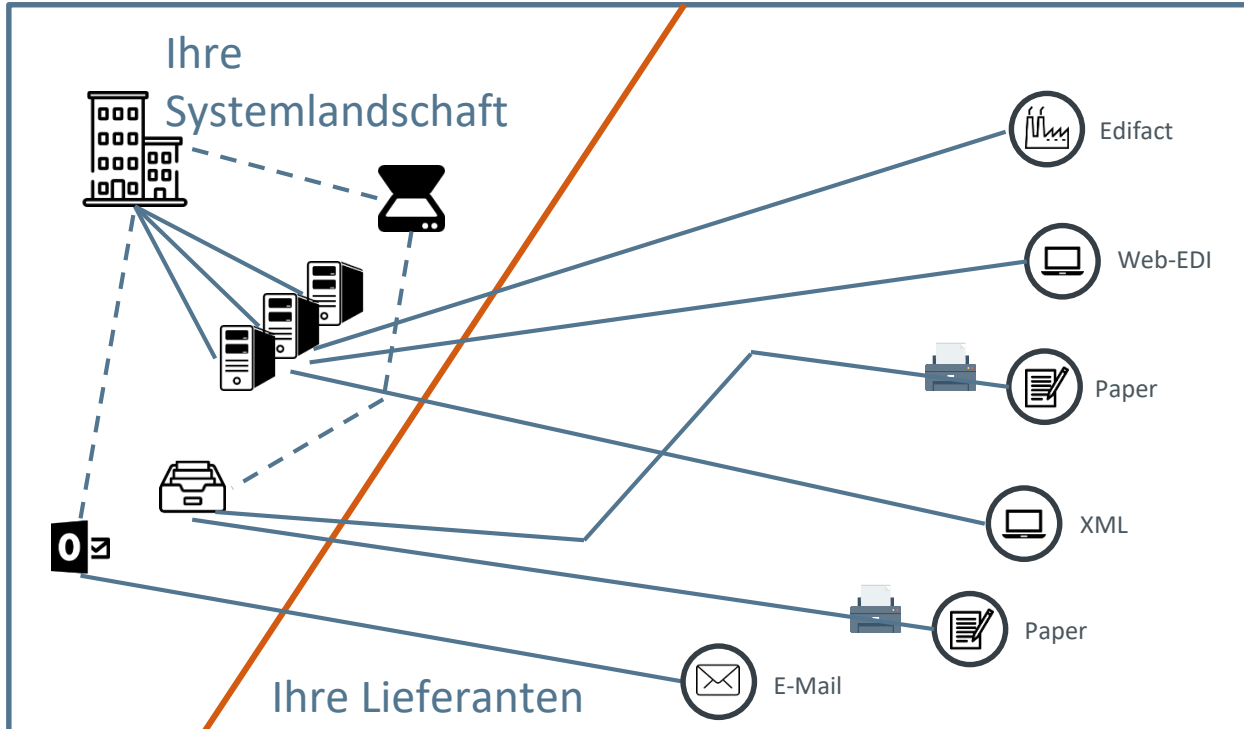 Ihre
Systemlandschaft
Edifact
Web-EDI
Paper
XML
Paper
E-Mail
Ihre Lieferanten